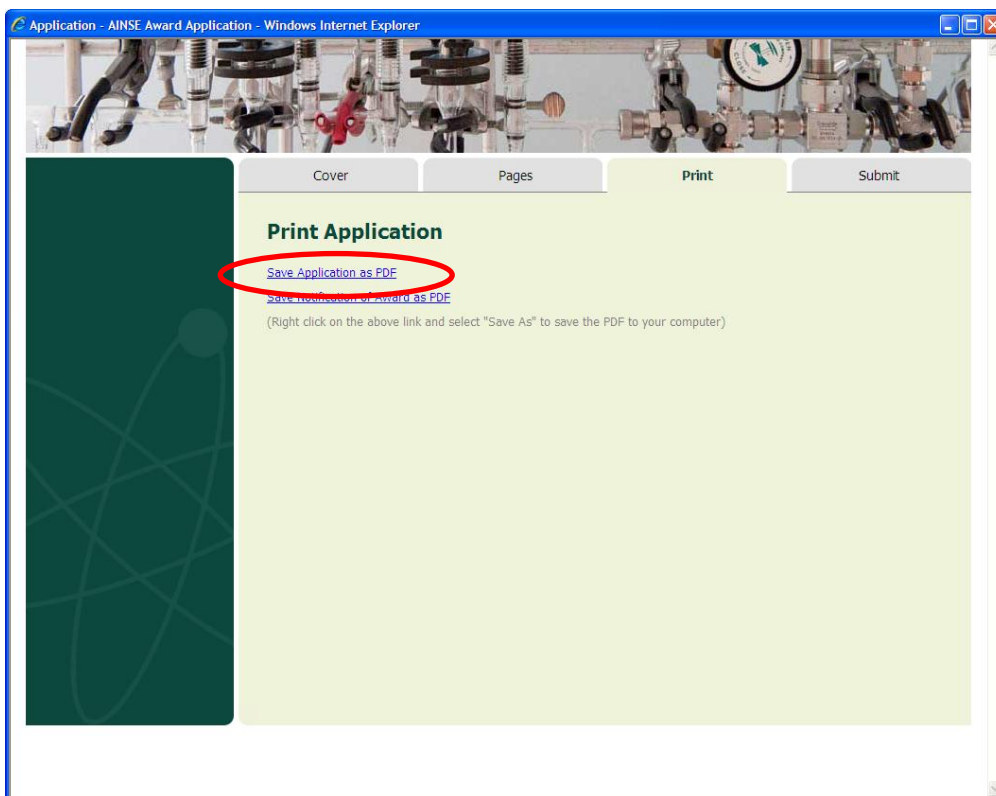 Application - AINSE Award Application - Windows Internet Explorer
Cover
Pages
Print
Submit
Print Application
Save Application as PDF
Save Notification of Award as PDF
(Right click on the above link and select "Save As" to save the PDF to your computer)